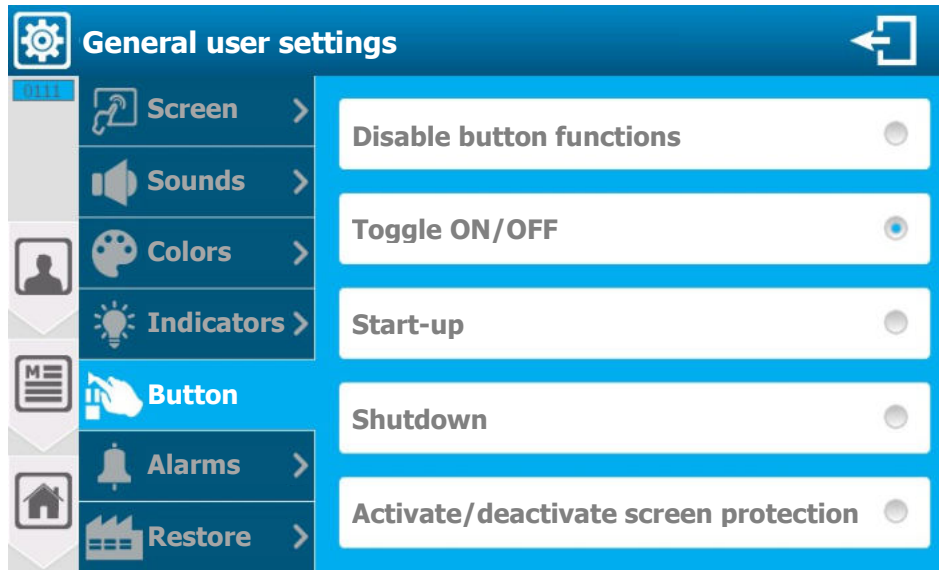 General user settings
0111
Screen
Sounds
Colors
Indicators
Button
Alarms
Restore
Disable button functions
Toggle ON/OFF
Start-up
Shutdown
Activate/deactivate screen protection
M